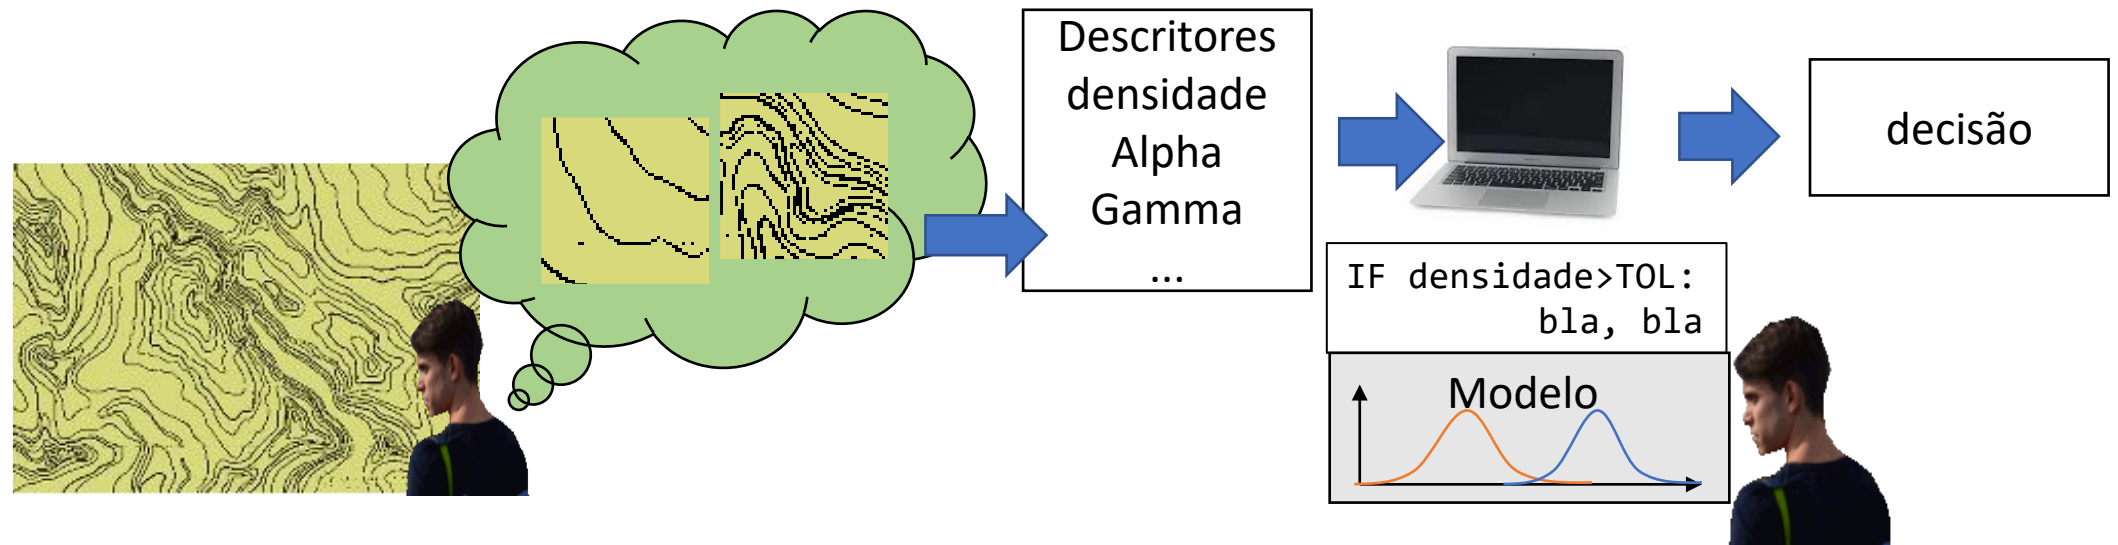 Descritores
densidade
Alpha
Gamma
...
decisão
IF densidade>TOL:
bla, bla
Modelo